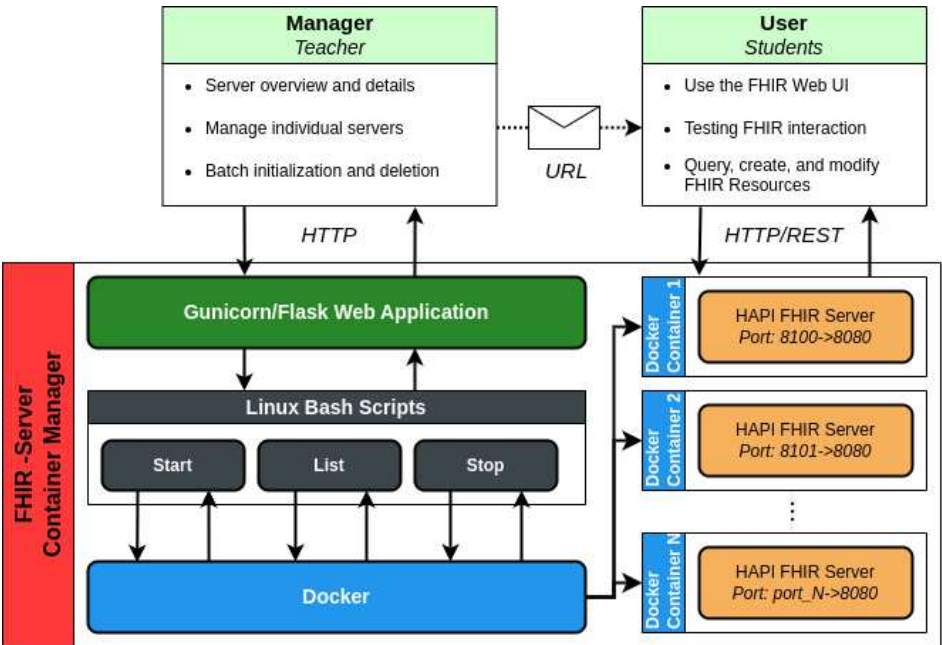 Manager
Teacher
• Server overview and details
• Manage individual servers
• Batch initialization and deletion
URL
User
Students
• Use the FHIR Web UI
• Testing FHIR interaction
• Query, create, and modify
FHIR Resources
HTTP
HTTP/REST
FHIR -Server
Container Manager
Gunicorn/Flask Web Application
Linux Bash Scripts
Start
List
Stop
Docker
Docker
Container 1
HAPI FHIR Server
Port: 8100->8080
Docker
Container 2
HAPI FHIR Server
Port: 8101->8080
Docker
Container N
HAPI FHIR Server
Port: port_N->8080